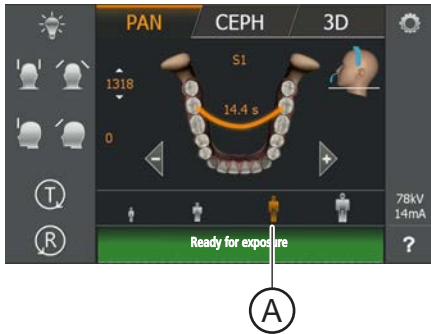 PAN CEPH 3D
S1
1318
14.4 s
0
- +
T
78kV
14mA
R
Ready for exposure
?
A